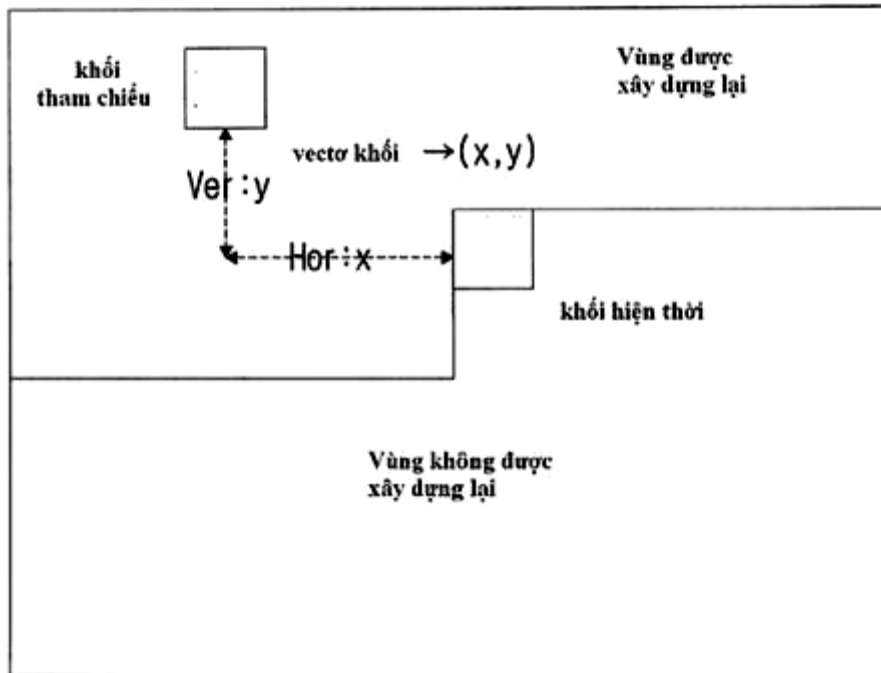 khối
tham chiếu
Vùng được
xây dựng lại
vectơ khối →(x,y)
Ver:y
Hor:x
khối hiện thời
Vùng không được
xây dựng lại